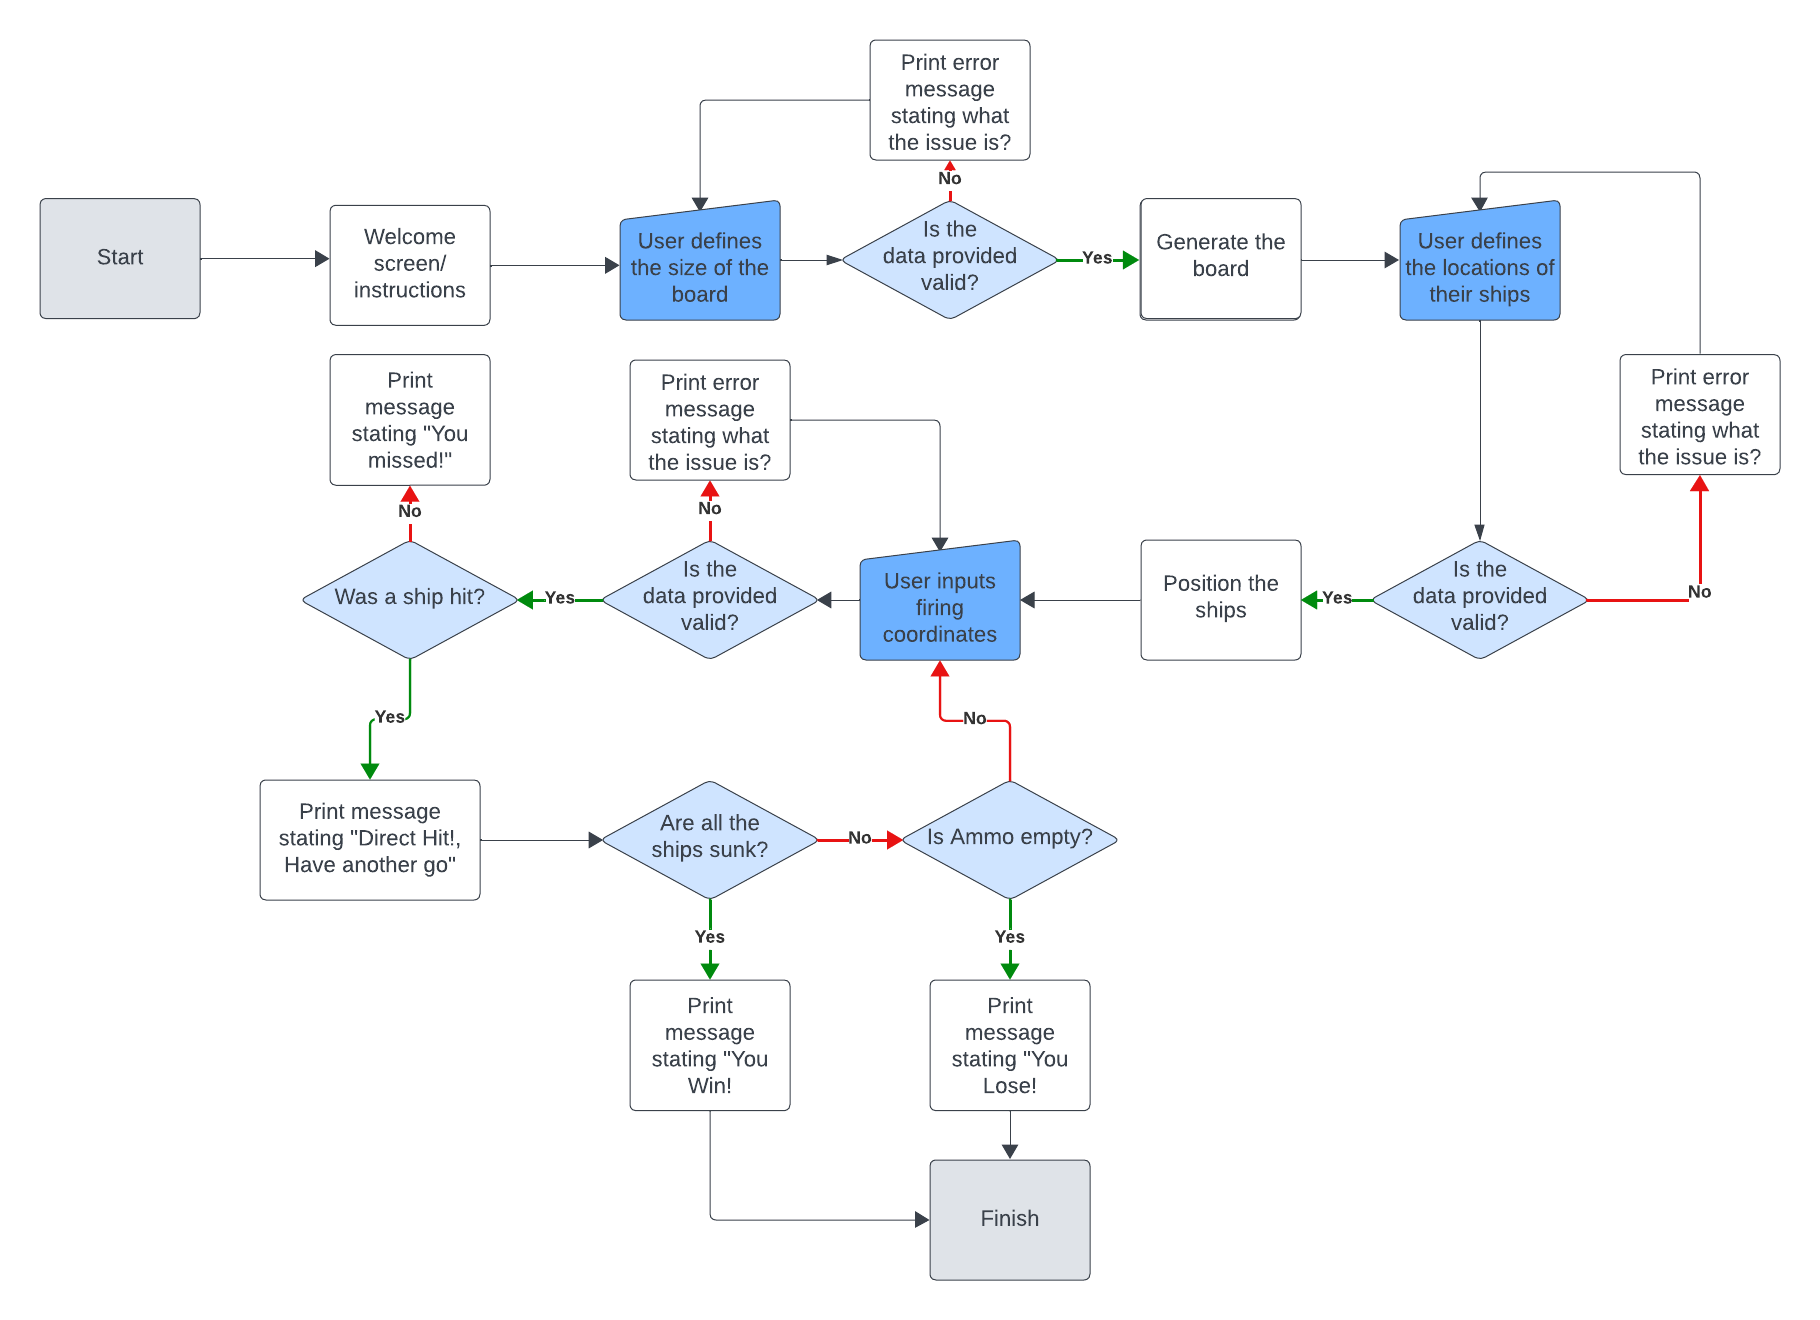 Print error
message
stating what
the issue is?
No
Start
Welcome
screen/
instructions
User defines
the size of the
board
Is the
data provided
valid?
Yes
Generate the
board
User defines
the locations of
their ships
Print
message
stating "You
missed!"
Print error
message
stating what
the issue is?
Print error
message
stating what
the issue is?
No
No
Was a ship hit?
Yes
Is the
data provided
valid?
User inputs
firing
coordinates
Position the
ships
Yes
Is the
data provided
valid?
No
Yes
No
Print message
stating "Direct Hit!,
Have another go"
Are all the
ships sunk?
No
Is Ammo empty?
Yes
Yes
Print
message
stating "You
Win!
Print
message
stating "You
Lose!
Finish